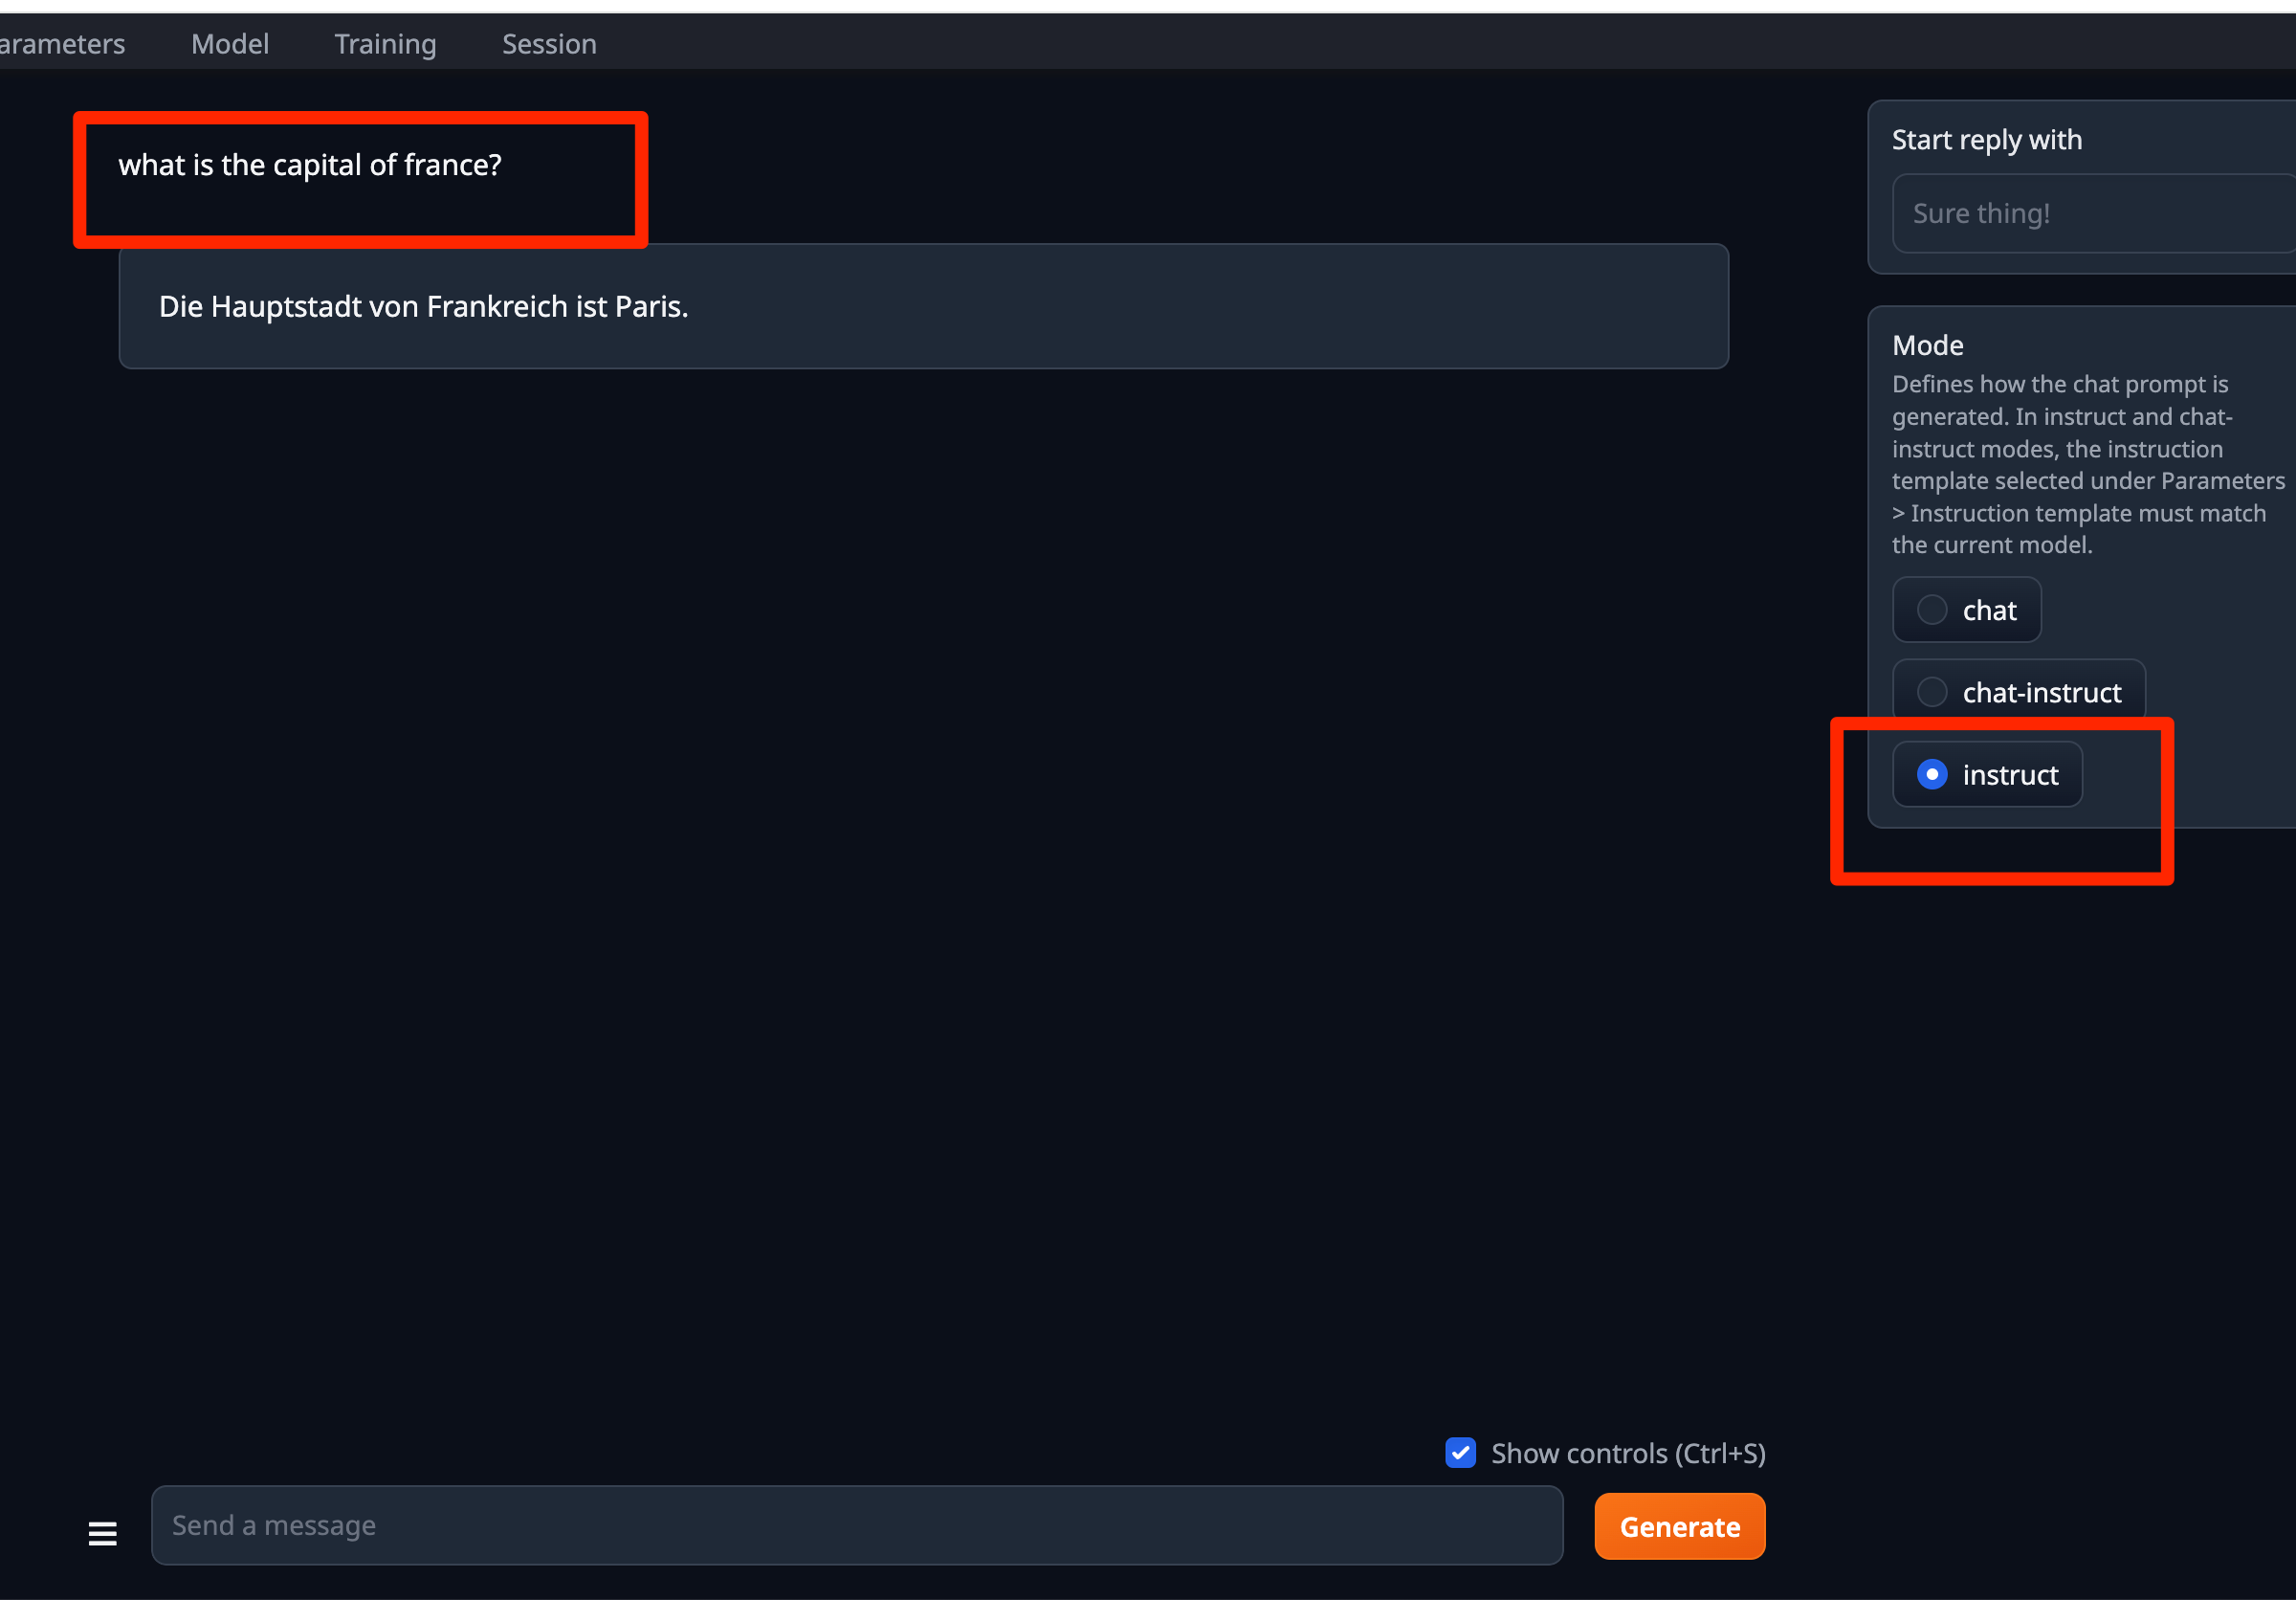 arameters Model Training Session
what is the capital of france?
Die Hauptstadt von Frankreich ist Paris.
Start reply with
Sure thing!
Mode
Defines how the chat prompt is
generated. In instruct and chat-
instruct modes, the instruction
template selected under Parameters
> Instruction template must match
the current model.
chat
chat-instruct
instruct
Show controls (Ctrl+S)
Send a message
Generate